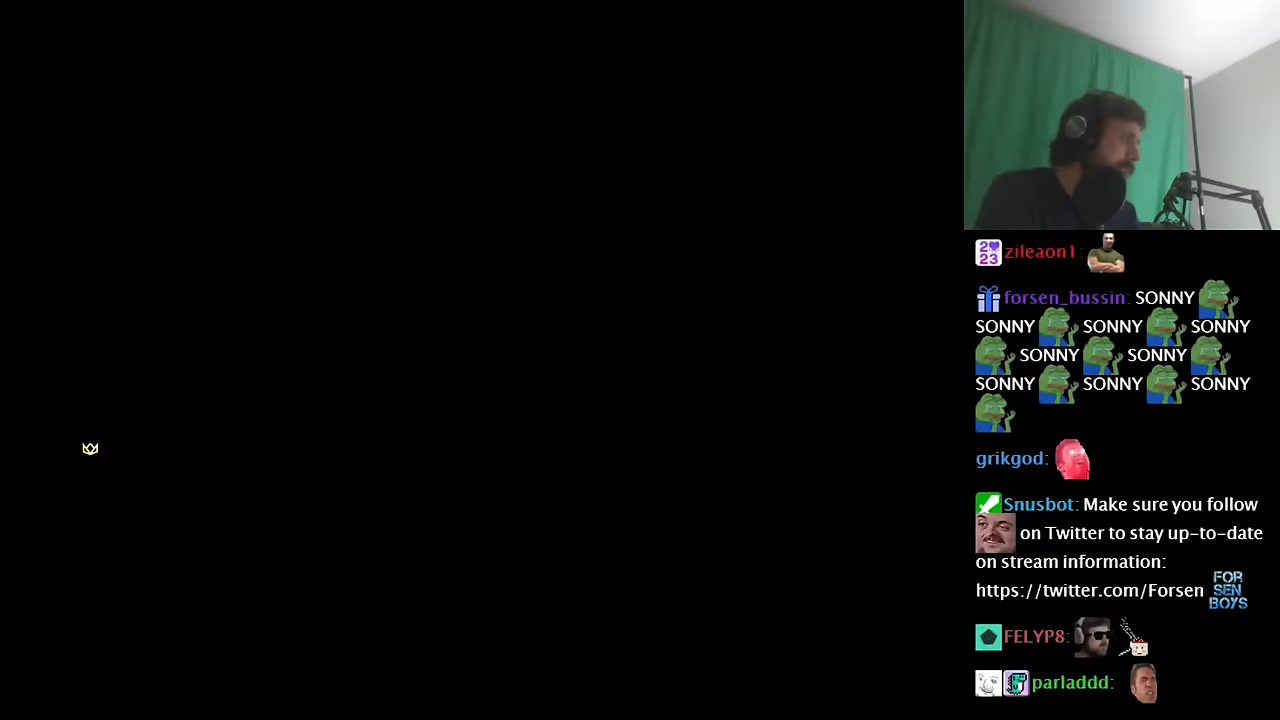 zileaon1:
forsen_bussin: SONNY
SONNY SONNY SONNY
SONNY SONNY
SONNY SONNY SONNY
grikgod:
Snusbot: Make sure you follow
on Twitter to stay up-to-date
on stream information:
https://twitter.com/Forsen FOR SEN BOYS
FELYP8:
parladdd: